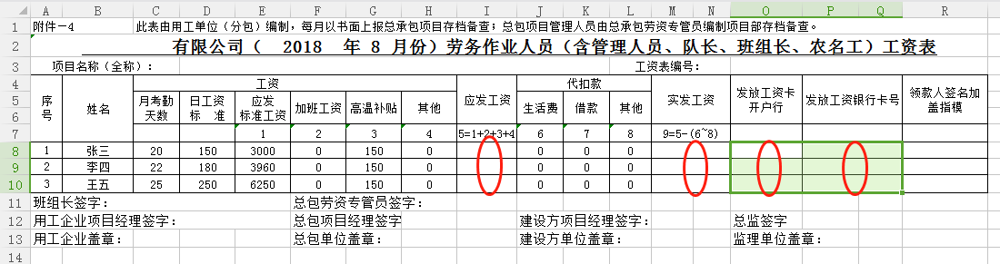 A B C D E F G H I J K L M N O P Q R
1 附件-4 此表由用工单位（分包）编制，每月以书面上报总承包项目存档备查；总包项目管理人员由总承包劳资专管员编制项目部存档备查。
2 有限公司（ 2018 年 8 月份）劳务作业人员（含管理人员、队长、班组长、农名工）工资表
3 项目名称（全称）： 工资表编号：
4 序号 姓名 工资 应发工资 代扣款 实发工资 发放工资卡开户行 发放工资银行卡号 领款人签名加盖指模
5 月考勤天数 日工资标 准 应发标准工资 加班工资 高温补贴 其他 生活费 借款 其他
6
7 1 2 3 4 5=1+2+3+4 6 7 8 9=5-(6~8)
8 1 张三 20 150 3000 0 150 0 0 0 0
9 2 李四 22 180 3960 0 150 0 0 0 0
10 3 王五 25 250 6250 0 150 0 0 0 0
11 班组长签字： 总包劳资专管员签字：
12 用工企业项目经理签字： 总包项目经理签字 建设方项目经理签字： 总监签字
13 用工企业盖章： 总包单位盖章： 建设方单位盖章： 监理单位盖章：
14